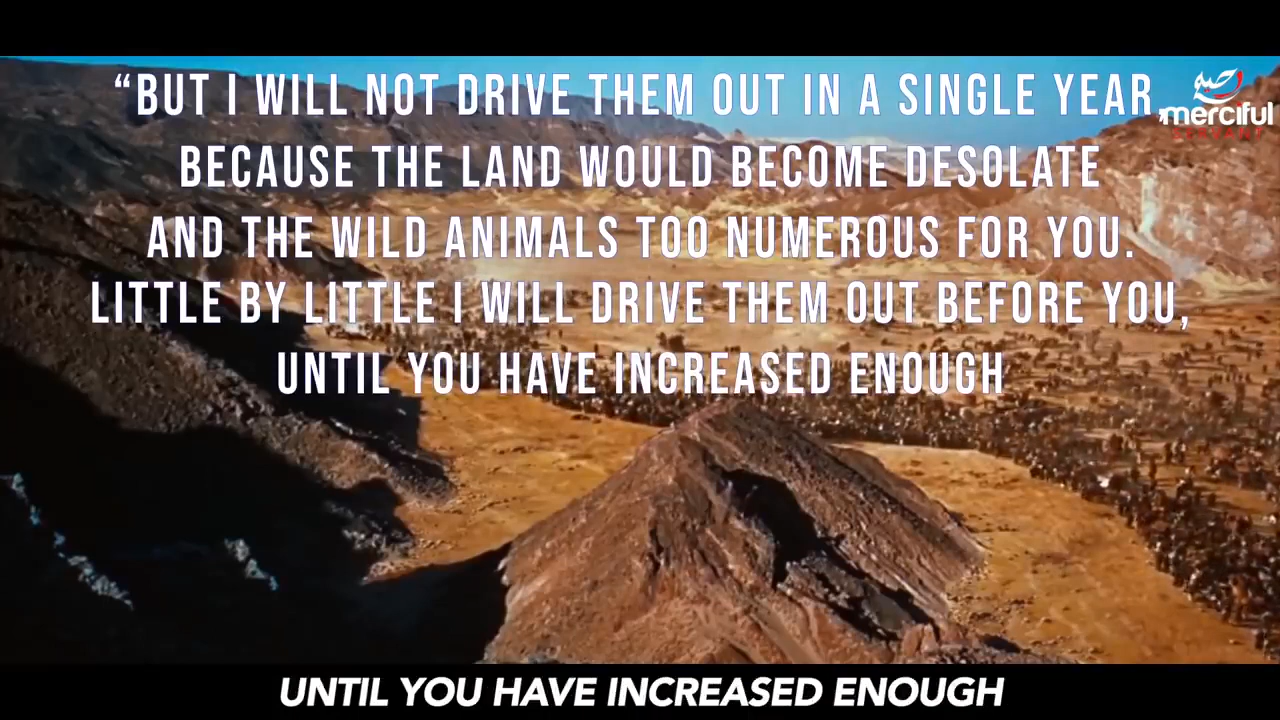 “BUT I WILL NOT DRIVE THEM OUT IN A SINGLE YEAR
BECAUSE THE LAND WOULD BECOME DESOLATE
AND THE WILD ANIMALS TOO NUMEROUS FOR YOU.
LITTLE BY LITTLE I WILL DRIVE THEM OUT BEFORE YOU,
UNTIL YOU HAVE INCREASED ENOUGH
merciful
SERVANT
UNTIL YOU HAVE INCREASED ENOUGH